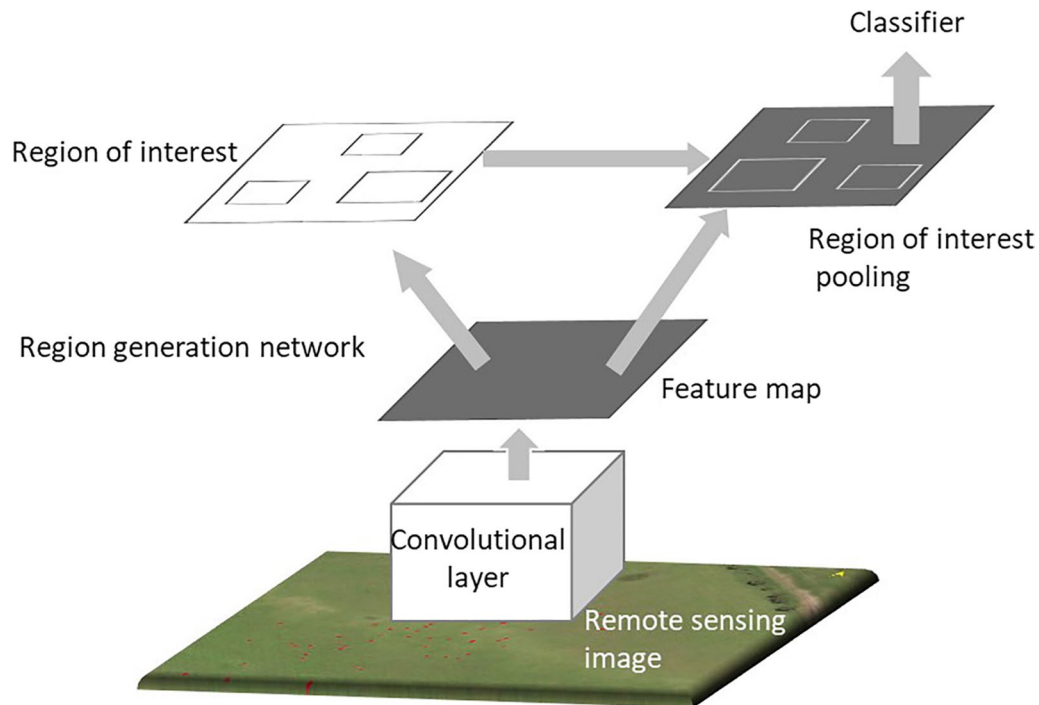 Classifier
Region of interest
Region of interest
pooling
Region generation network
Feature map
Convolutional
layer
Remote sensing
image